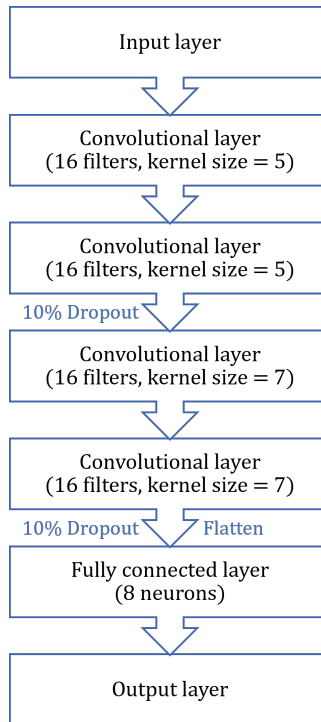 Input layer
Convolutional layer
(16 filters, kernel size = 5)
Convolutional layer
(16 filters, kernel size = 5)
10% Dropout
Convolutional layer
(16 filters, kernel size = 7)
Convolutional layer
(16 filters, kernel size = 7)
10% Dropout Flatten
Fully connected layer
(8 neurons)
Output layer